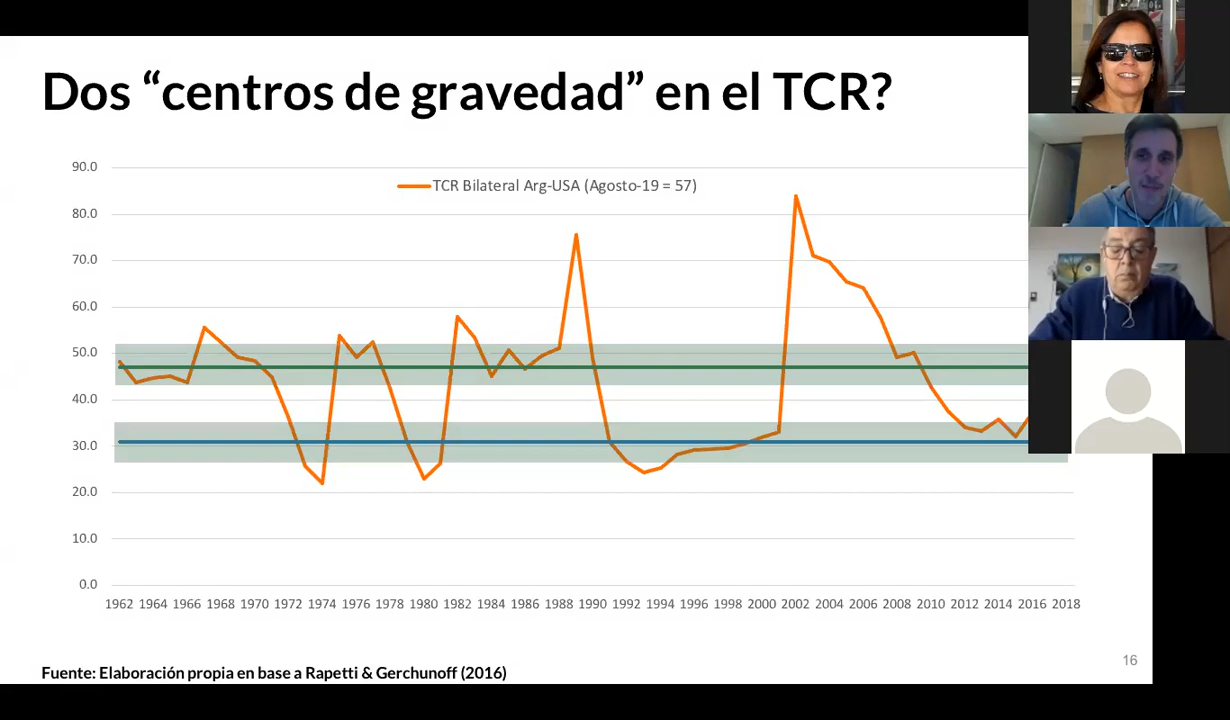 Dos “centros de gravedad” en el TCR?
90.0
TCR Bilateral Arg-USA (Agosto-19 = 57)
80.0
70.0
60.0
50.0
40.0
30.0
20.0
10.0
0.0
1962 1964 1966 1968 1970 1972 1974 1976 1978 1980 1982 1984 1986 1988 1990 1992 1994 1996 1998 2000 2002 2004 2006 2008 2010 2012 2014 2016 2018
16
Fuente: Elaboración propia en base a Rapetti & Gerchunoff (2016)